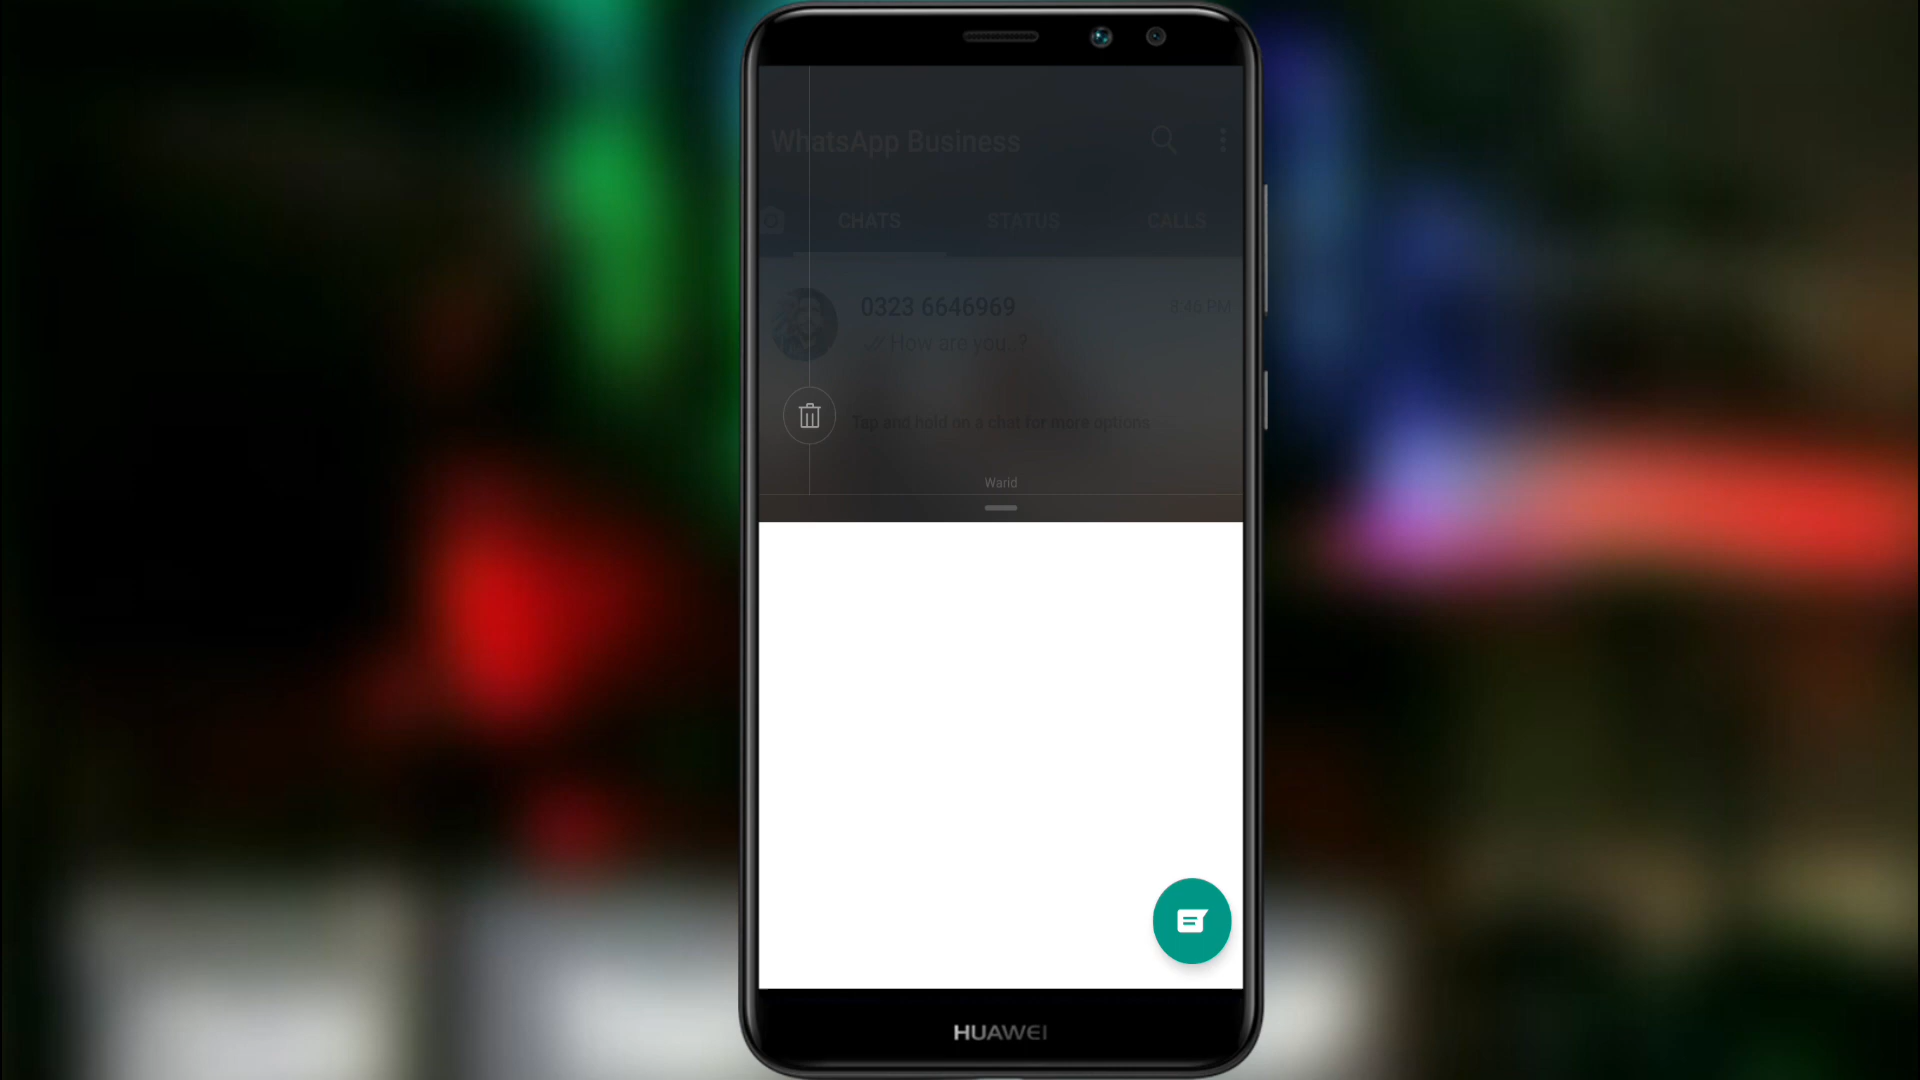 WhatsApp Business
CHATS STATUS CALLS
0323 6646969 8:46 PM
How are you..?
Tap and hold on a chat for more options
Warid
HUAWEI